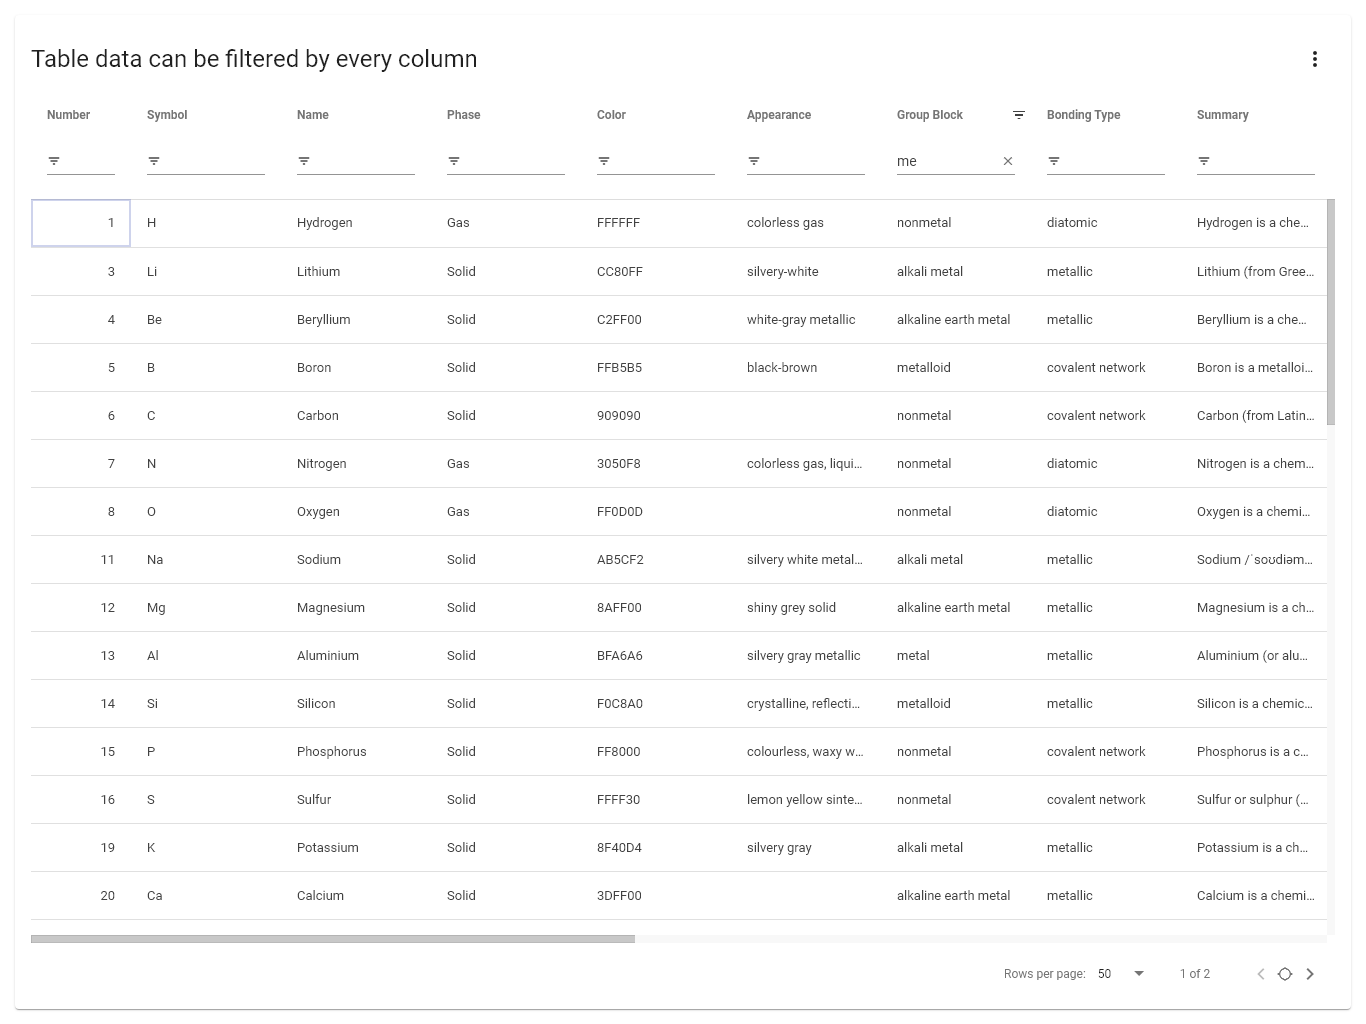 Table data can be filtered by every column
Number Symbol Name Phase Color Appearance Group Block Bonding Type Summary
me
1 H Hydrogen Gas FFFFFF colorless gas nonmetal diatomic Hydrogen is a che...
3 Li Lithium Solid CC80FF silvery-white alkali metal metallic Lithium (from Gree...
4 Be Beryllium Solid C2FF00 white-gray metallic alkaline earth metal metallic Beryllium is a che...
5 B Boron Solid FFB5B5 black-brown metalloid covalent network Boron is a metalloi...
6 C Carbon Solid 909090 nonmetal covalent network Carbon (from Latin...
7 N Nitrogen Gas 3050F8 colorless gas, liqui... nonmetal diatomic Nitrogen is a chem...
8 O Oxygen Gas FF0D0D nonmetal diatomic Oxygen is a chemi...
11 Na Sodium Solid AB5CF2 silvery white metal... alkali metal metallic Sodium /ˈsoʊdiəm...
12 Mg Magnesium Solid 8AFF00 shiny grey solid alkaline earth metal metallic Magnesium is a ch...
13 Al Aluminium Solid BFA6A6 silvery gray metallic metal metallic Aluminium (or alu...
14 Si Silicon Solid F0C8A0 crystalline, reflecti... metalloid metallic Silicon is a chemic...
15 P Phosphorus Solid FF8000 colourless, waxy w... nonmetal covalent network Phosphorus is a c...
16 S Sulfur Solid FFFF30 lemon yellow sinte... nonmetal covalent network Sulfur or sulphur (...
19 K Potassium Solid 8F40D4 silvery gray alkali metal metallic Potassium is a ch...
20 Ca Calcium Solid 3DFF00 alkaline earth metal metallic Calcium is a chemi...
Rows per page: 50 1 of 2